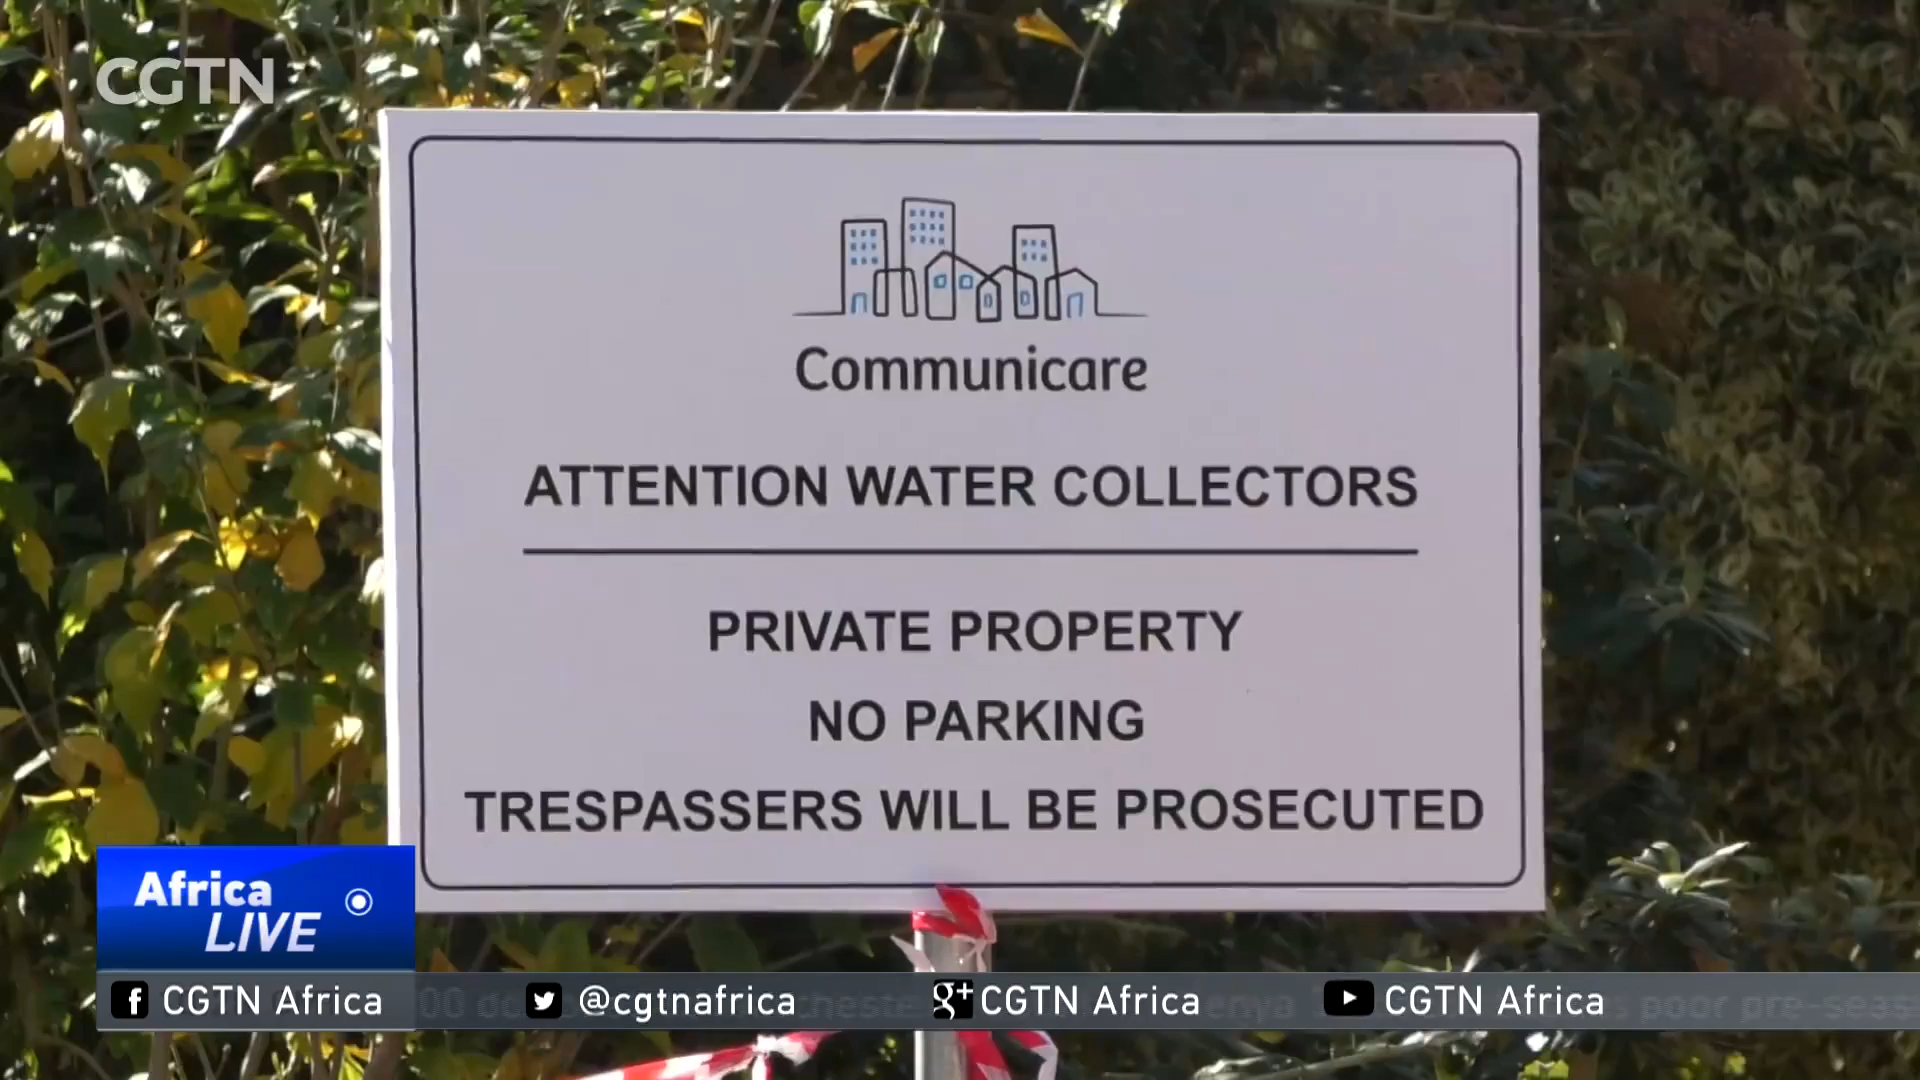 CGTN
Communicare
ATTENTION WATER COLLECTORS
PRIVATE PROPERTY
NO PARKING
TRESPASSERS WILL BE PROSECUTED
Africa
LIVE
CGTN Africa @cgtnafrica CGTN Africa CGTN Africa
poor